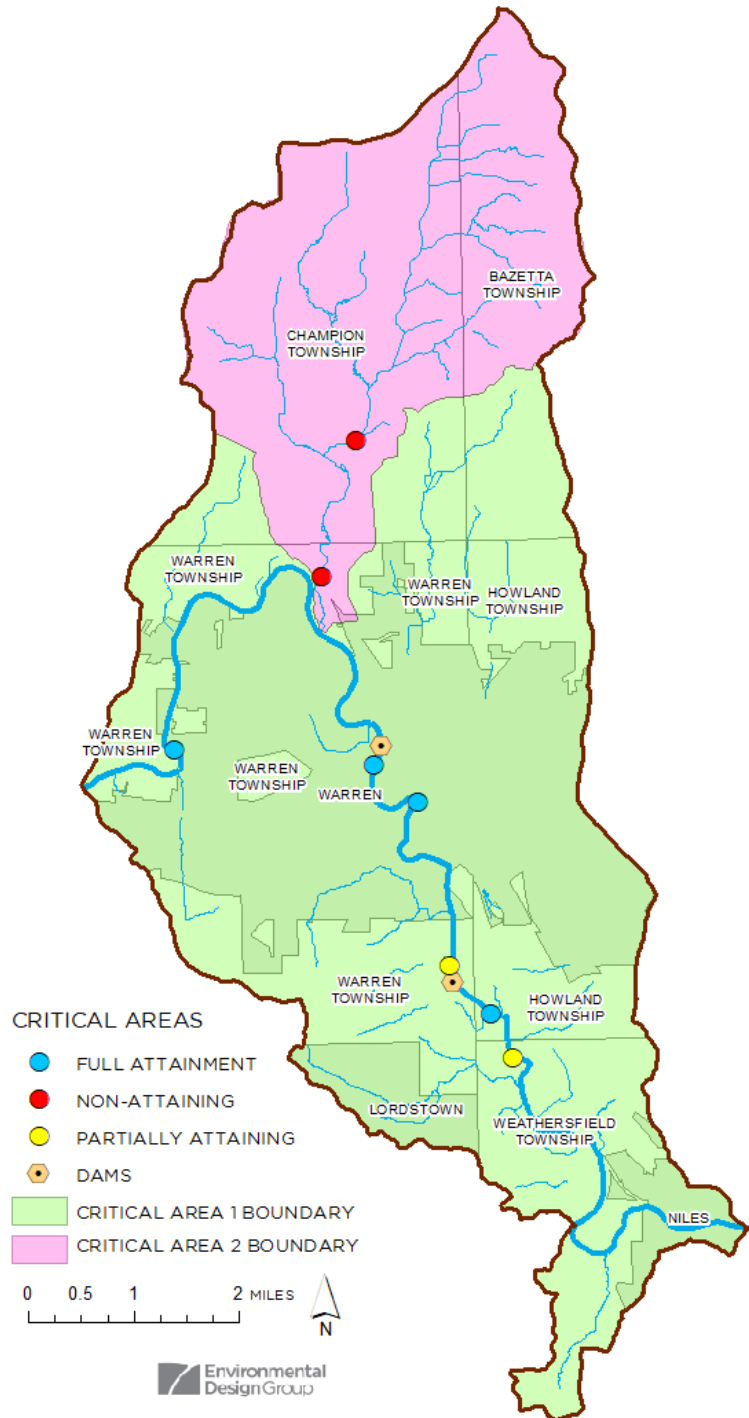 BAZETTA
TOWNSHIP
CHAMPION
TOWNSHIP
WARREN
TOWNSHIP
WARREN
TOWNSHIP
HOWLAND
TOWNSHIP
WARREN
TOWNSHIP
WARREN
TOWNSHIP
WARREN
WARREN
TOWNSHIP
HOWLAND
TOWNSHIP
LORDSTOWN
WEATHERSFIELD
TOWNSHIP
NILES
CRITICAL AREAS
FULL ATTAINMENT
NON-ATTAINING
PARTIALLY ATTAINING
DAMS
CRITICAL AREA 1 BOUNDARY
CRITICAL AREA 2 BOUNDARY
0 0.5 1 2 MILES
N
Environmental
DesignGroup